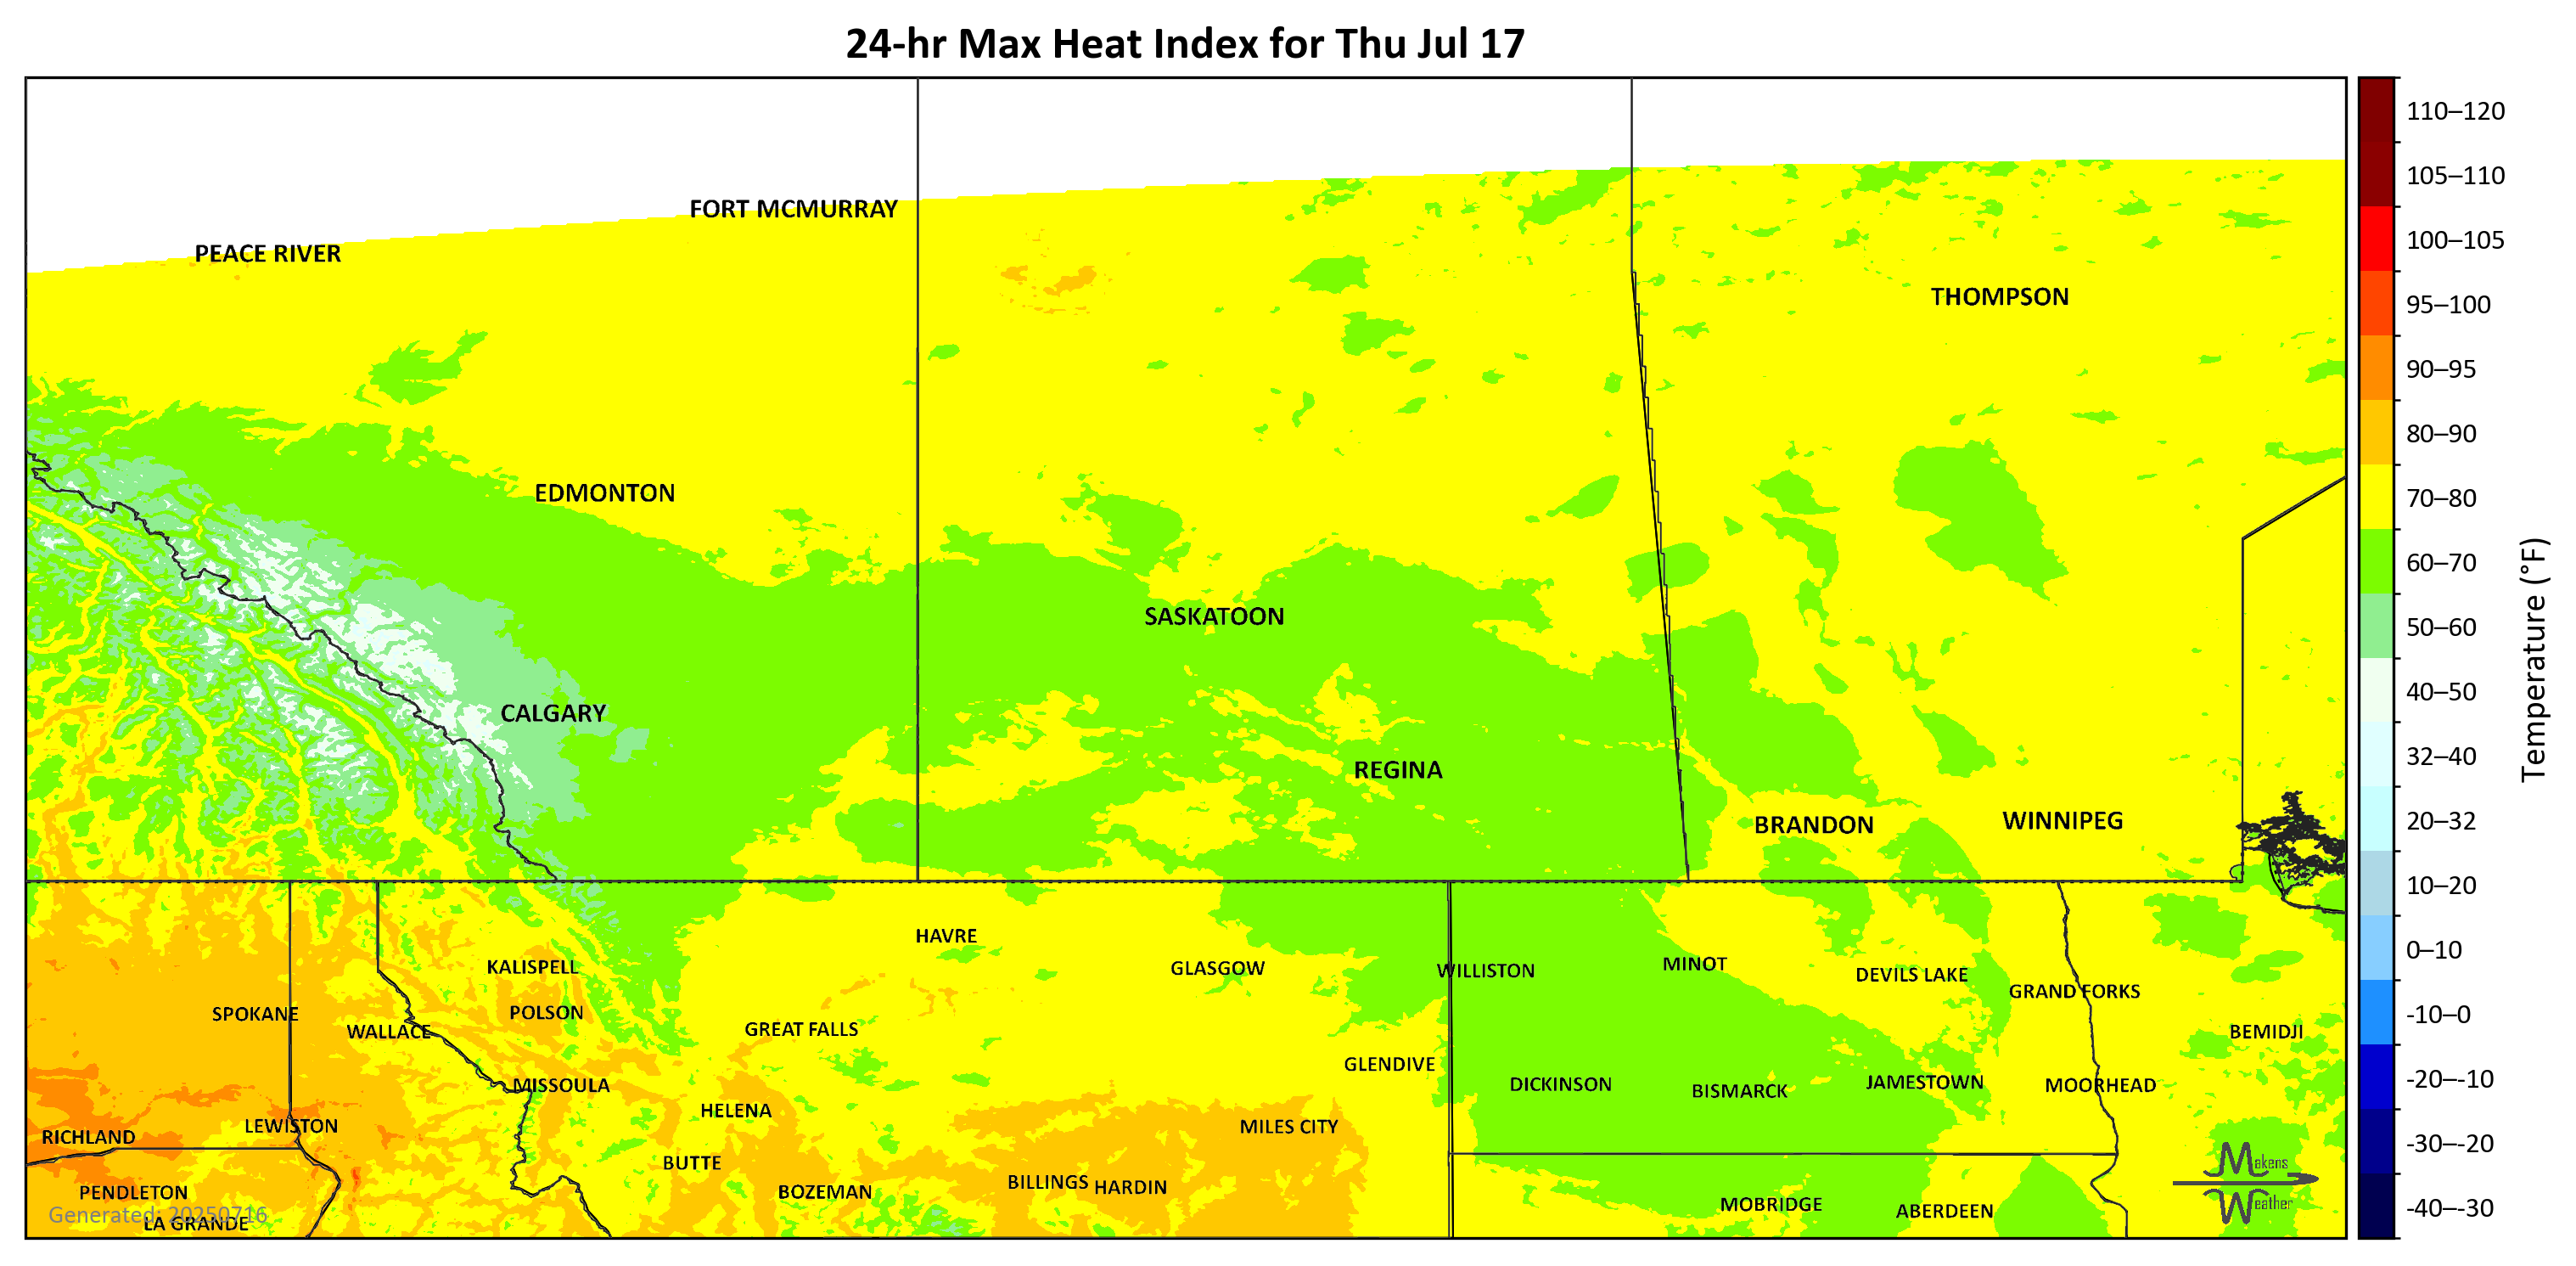 24-hr Max Heat Index for Thu Jul 17
FORT MCMURRAY
PEACE RIVER
THOMPSON
EDMONTON
SASKATOON
CALGARY
REGINA
BRANDON
WINNIPEG
HAVRE
KALISPELL
GLASGOW
WILLISTON
MINOT
DEVILS LAKE
GRAND FORKS
SPOKANE
POLSON
WALLACE
GREAT FALLS
BEMIDJI
GLENDIVE
MISSOULA
DICKINSON
BISMARCK
JAMESTOWN
MOORHEAD
HELENA
LEWISTON
MILES CITY
RICHLAND
BUTTE
BILLINGS
HARDIN
PENDLETON
BOZEMAN
MOBRIDGE
ABERDEEN
Generated: 20250716
LA GRANDE
Makens
Weather
110–120
105–110
100–105
95–100
90–95
80–90
70–80
60–70
50–60
40–50
32–40
20–32
10–20
0–10
-10–0
-20–-10
-30–-20
-40–-30
Temperature (°F)